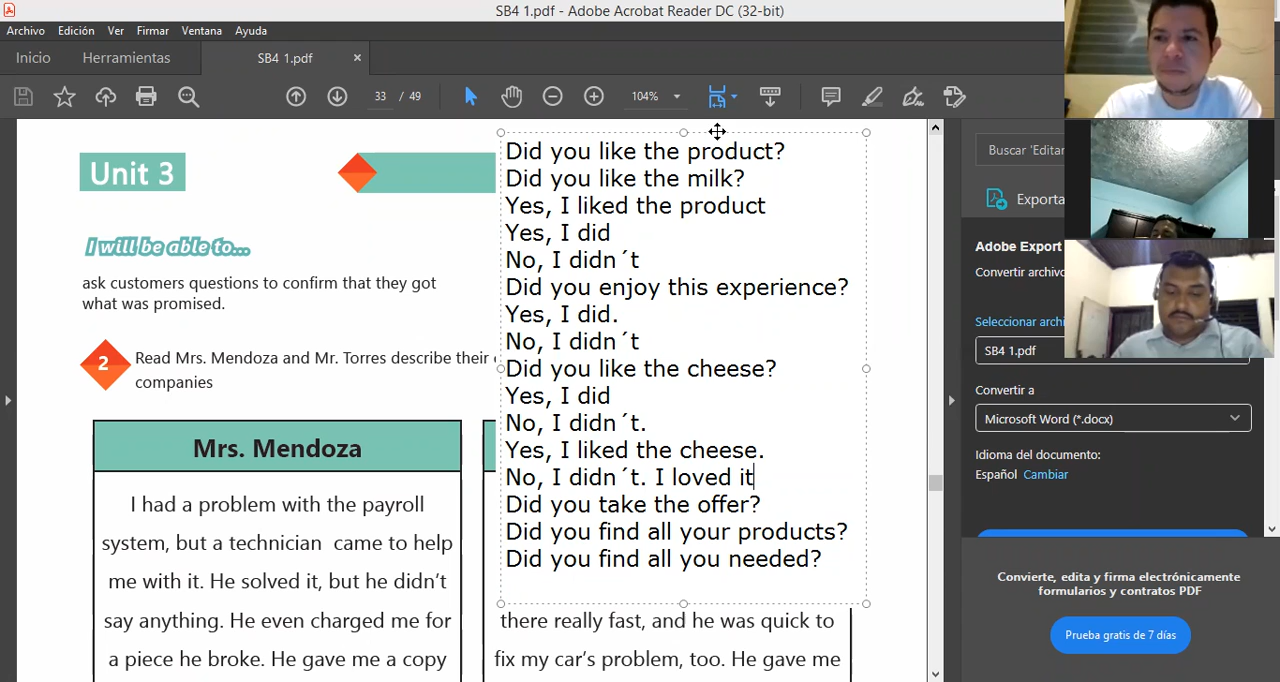 SB4 1.pdf - Adobe Acrobat Reader DC (32-bit)
Archivo Edición Ver Firmar Ventana Ayuda
Inicio Herramientas SB4 1.pdf ×
33 / 49 104%
Unit 3
I will be able to...
ask customers questions to confirm that they got
what was promised.
2
Read Mrs. Mendoza and Mr. Torres describe their
companies
Mrs. Mendoza
I had a problem with the payroll
system, but a technician came to help
me with it. He solved it, but he didn't
say anything. He even charged me for
a piece he broke. He gave me a copy
Did you like the product?
Did you like the milk?
Yes, I liked the product
Yes, I did
No, I didn´t
Did you enjoy this experience?
Yes, I did.
No, I didn´t
Did you like the cheese?
Yes, I did
No, I didn´t.
Yes, I liked the cheese.
No, I didn´t. I loved it
Did you take the offer?
Did you find all your products?
Did you find all you needed?
there really fast, and he was quick to
fix my car's problem, too. He gave me
Buscar 'Editar
Exporta
Adobe Export
Convertir archivo
Seleccionar archi
SB4 1.pdf
Convertir a
Microsoft Word (*.docx)
Idioma del documento:
Español Cambiar
Convierte, edita y firma electrónicamente
formularios y contratos PDF
Prueba gratis de 7 días